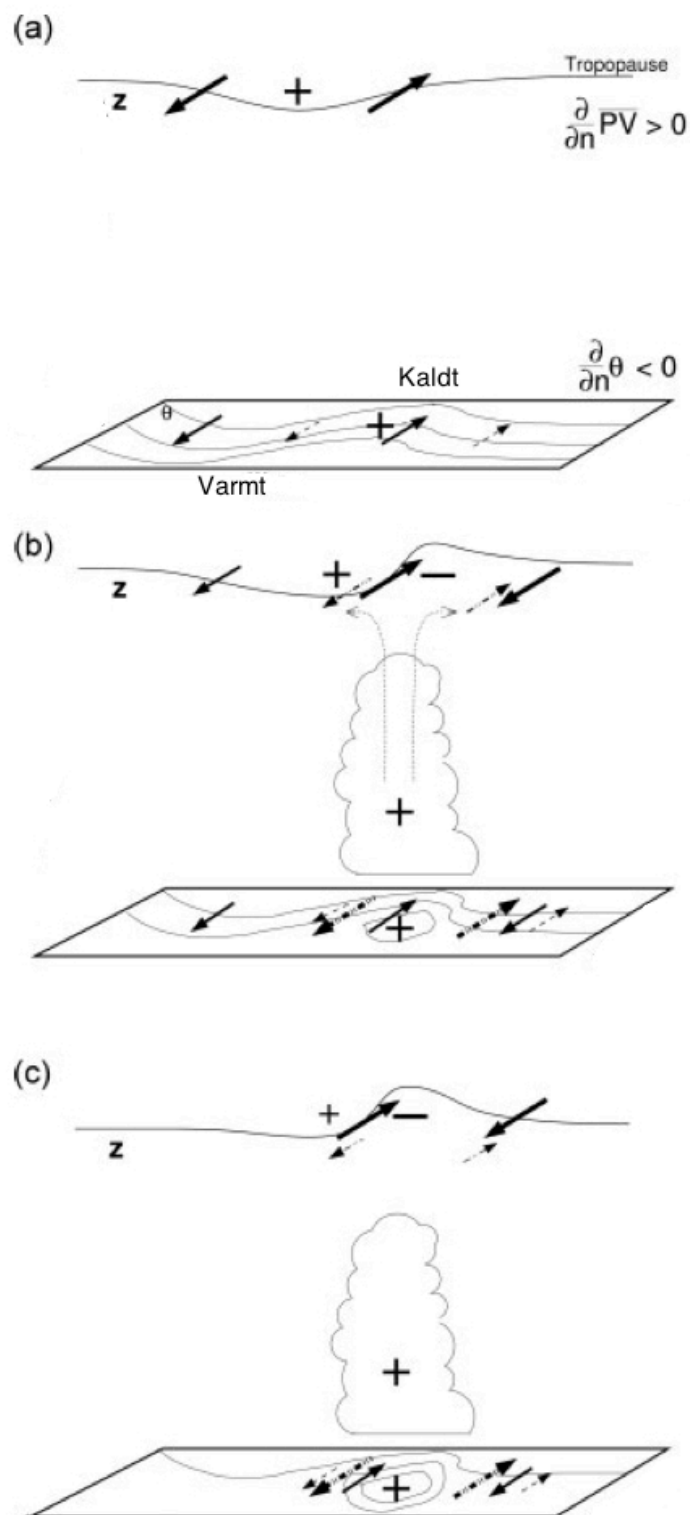 (a)
Tropopause
z
+
∂/∂n PV̅ > 0
∂/∂n θ < 0
Kaldt
θ
+
Varmt
(b)
+
−
z
+
+
(c)
+
−
z
+
+